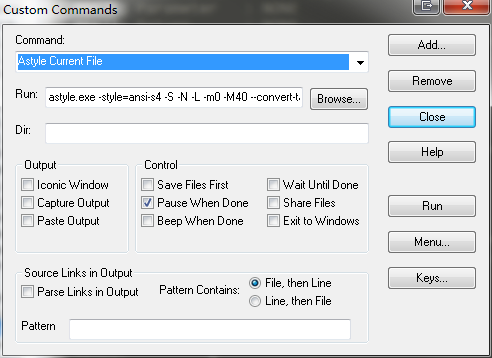 Custom Commands
Command:
Astyle Current File
Add...
Run: astyle.exe -style=ansi-s4 -S -N -L -m0 -M40 --convert-t
Browse...
Remove
Dir:
Close
Help
Output
Iconic Window
Capture Output
Paste Output
Control
Save Files First
Pause When Done
Beep When Done
Wait Until Done
Share Files
Exit to Windows
Run
Menu...
Keys...
Source Links in Output
Parse Links in Output
Pattern Contains:
File, then Line
Line, then File
Pattern